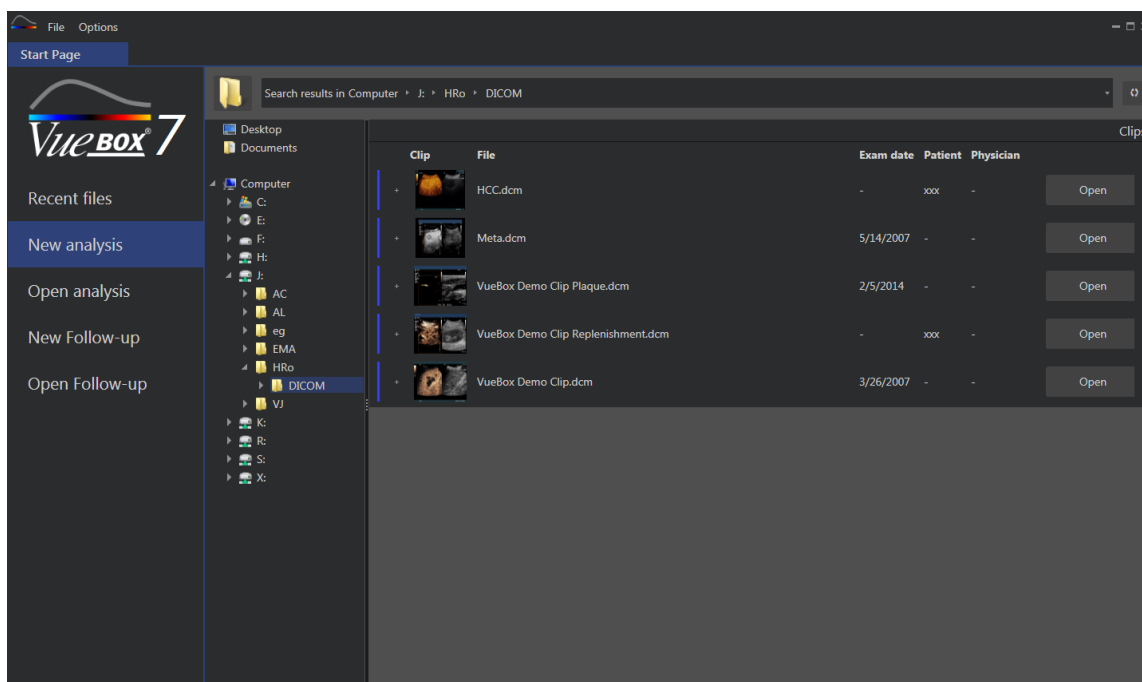 File Options
Start Page
VUEBOX® 7
Recent files
New analysis
Open analysis
New Follow-up
Open Follow-up
Search results in Computer J: HRo DICOM
Desktop
Documents
Computer
C:
E:
F:
H:
J:
AC
AL
eg
EMA
HRo
DICOM
VJ
K:
R:
S:
X:
Clips
Clip File Exam date Patient Physician
+ HCC.dcm - xxx - Open
+ Meta.dcm 5/14/2007 - - Open
+ VueBox Demo Clip Plaque.dcm 2/5/2014 - - Open
+ VueBox Demo Clip Replenishment.dcm - xxx - Open
+ VueBox Demo Clip.dcm 3/26/2007 - - Open